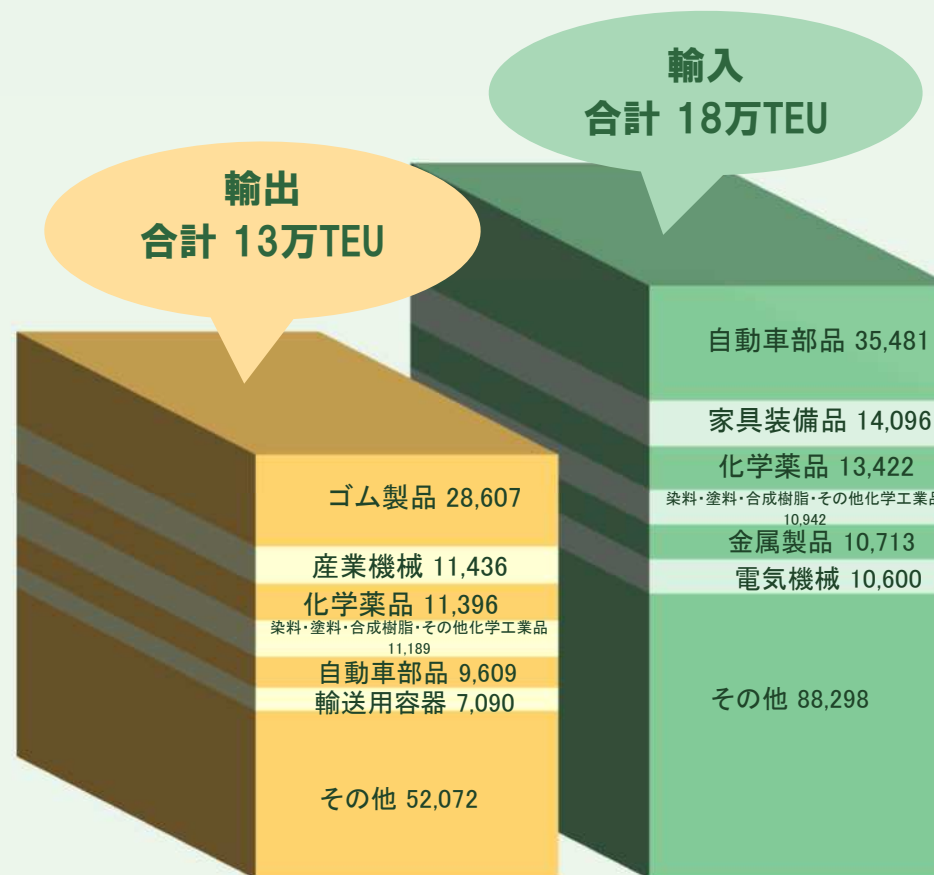 輸入
合計 18万TEU
輸出
合計 13万TEU
自動車部品 35,481
家具装備品 14,096
化学薬品 13,422
染料・塗料・合成樹脂・その他化学工業品
10,942
金属製品 10,713
電気機械 10,600
その他 88,298
ゴム製品 28,607
産業機械 11,436
化学薬品 11,396
染料・塗料・合成樹脂・その他化学工業品
11,189
自動車部品 9,609
輸送用容器 7,090
その他 52,072